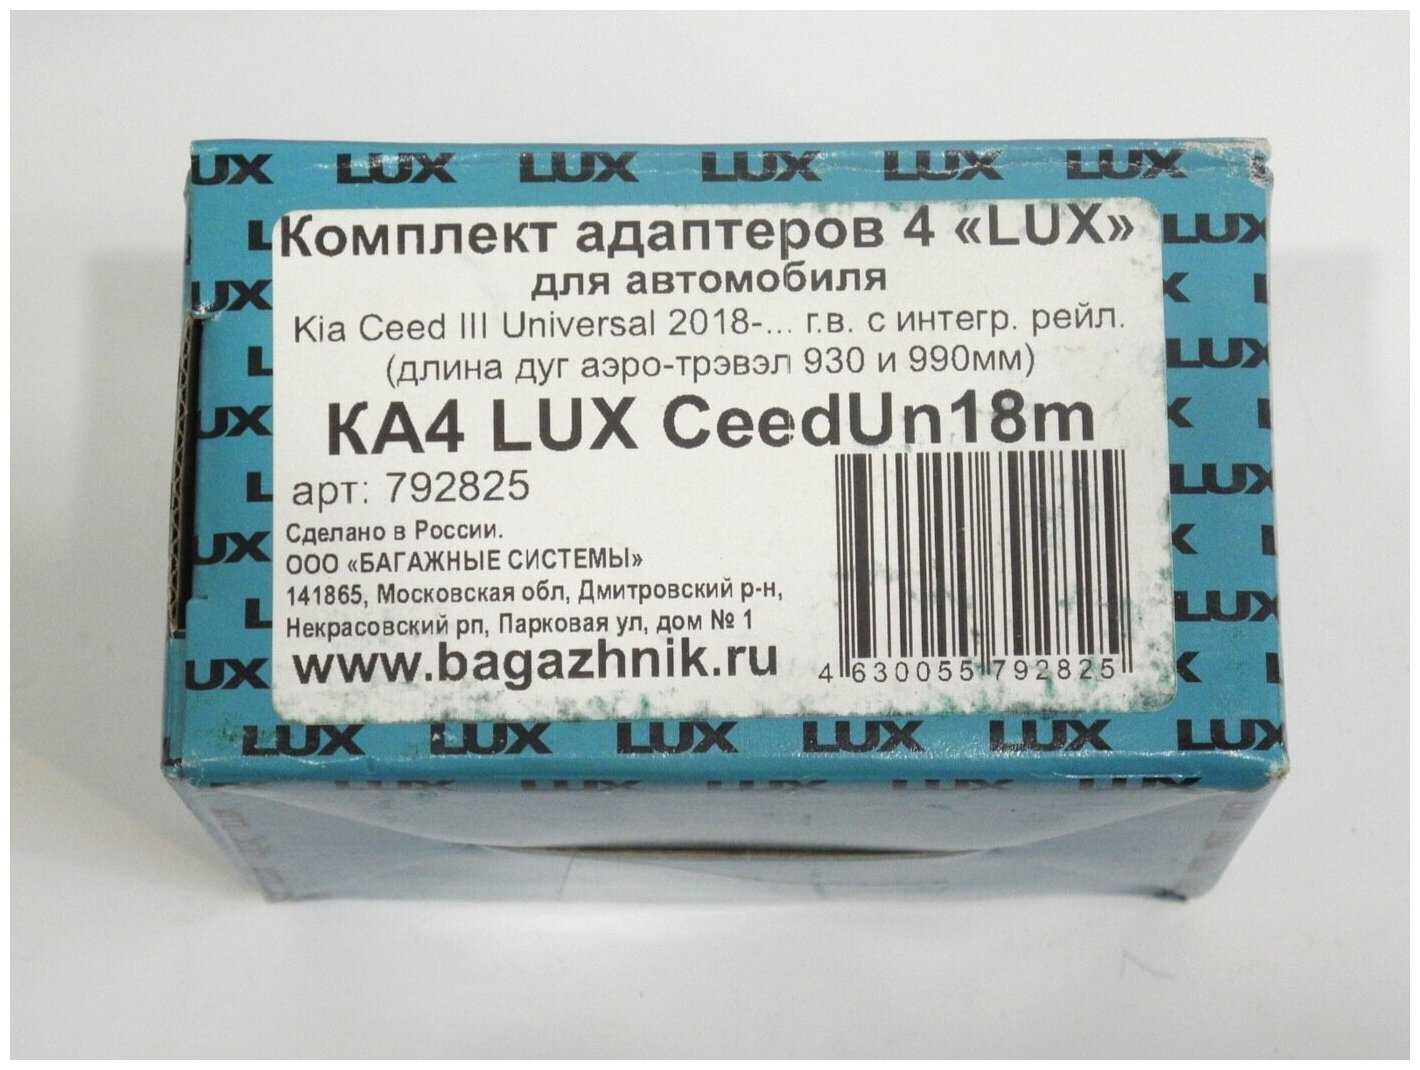 UX LUX LUX LUX LUX LUX
Комплект адаптеров 4 «LUX»
для автомобиля
Kia Ceed III Universal 2018-... г.в. с интегр. рейл.
(длина дуг аэро-трэвэл 930 и 990мм)
КА4 LUX CeedUn18m
арт: 792825
Сделано в России.
ООО «БАГАЖНЫЕ СИСТЕМЫ»
141865, Московская обл, Дмитровский р-н,
Некрасовский рп, Парковая ул, дом № 1
www.bagazhnik.ru
4 630055 792825
LUX LUX LUX LUX LUX LUX